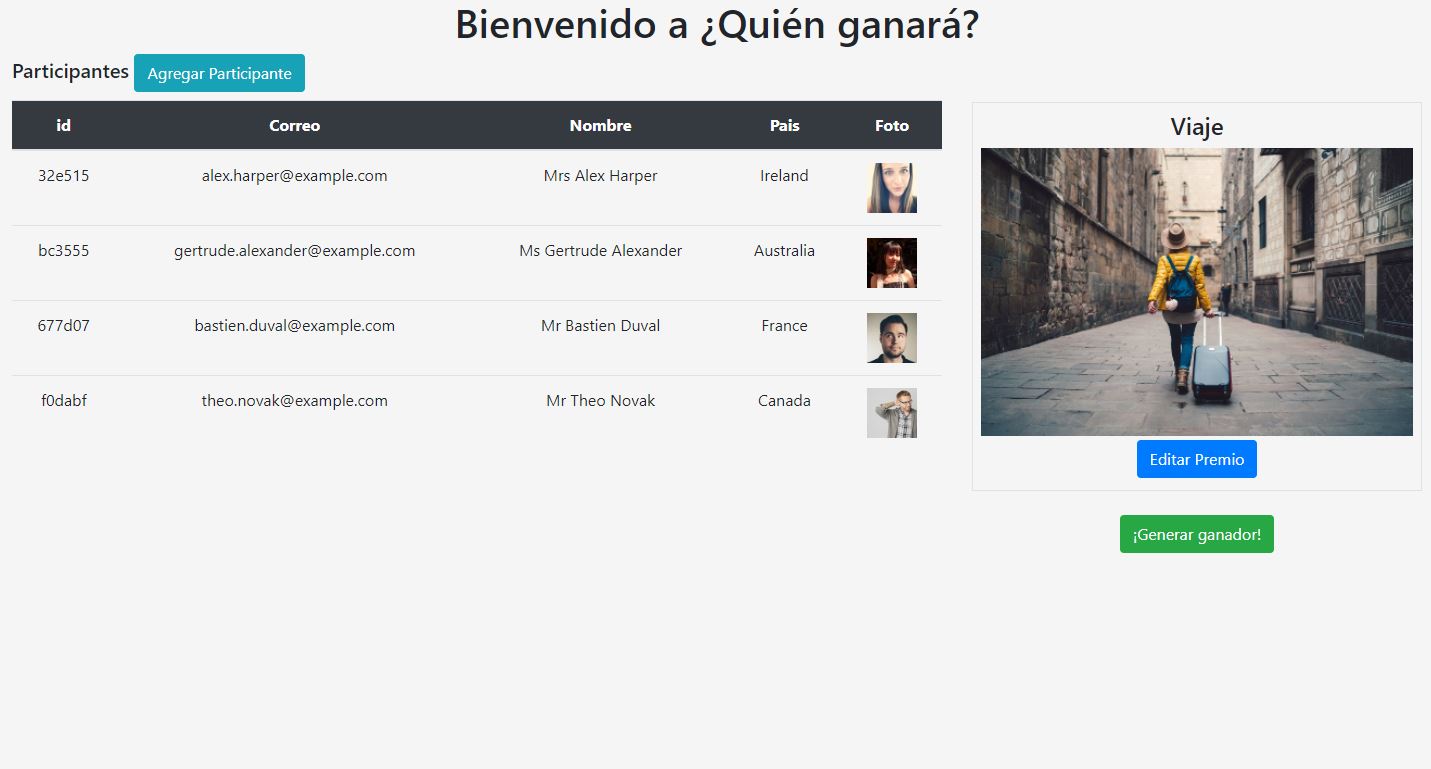 Bienvenido a ¿Quién ganará?
Participantes Agregar Participante
id Correo Nombre Pais Foto
32e515 alex.harper@example.com Mrs Alex Harper Ireland
bc3555 gertrude.alexander@example.com Ms Gertrude Alexander Australia
677d07 bastien.duval@example.com Mr Bastien Duval France
f0dabf theo.novak@example.com Mr Theo Novak Canada
Viaje
Editar Premio
¡Generar ganador!